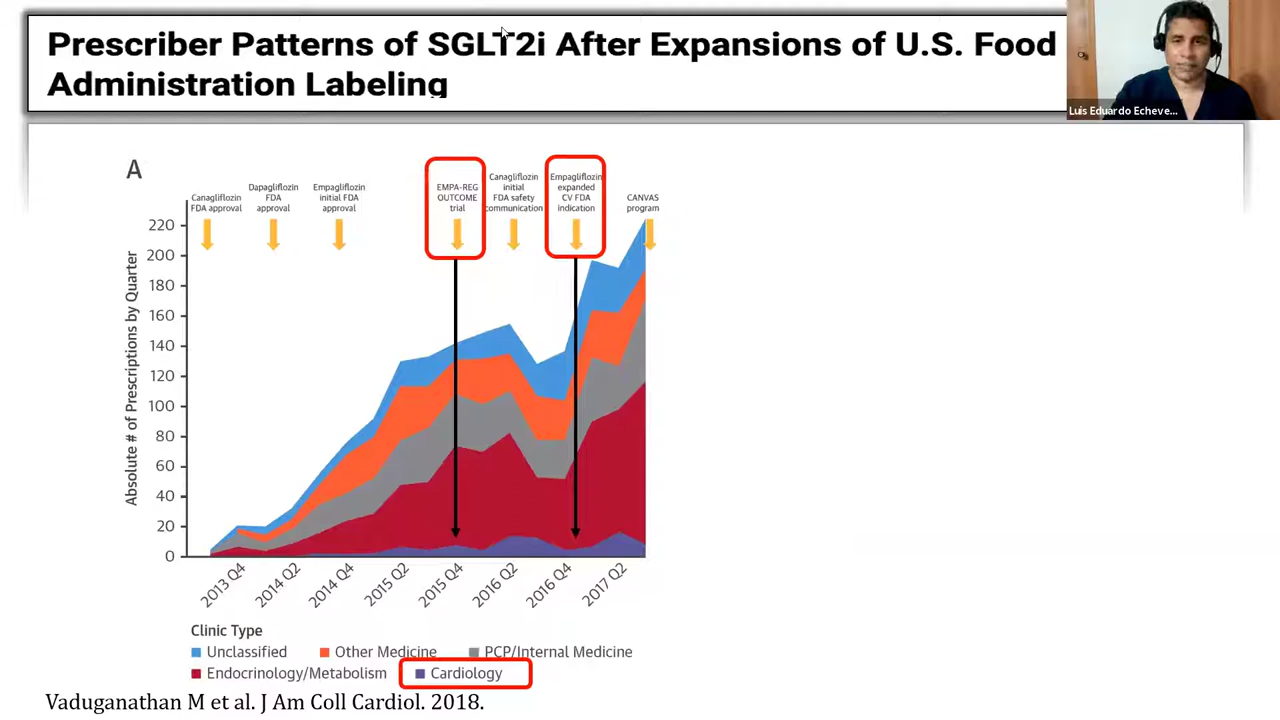 Prescriber Patterns of SGLT2i After Expansions of U.S. Food
Administration Labeling
Luis Eduardo Echeve...
A
Canagliflozin
FDA approval
Dapagliflozin
FDA
approval
Empagliflozin
initial FDA
approval
EMPA-REG
OUTCOME
trial
Canagliflozin
initial
FDA safety
communication
Empagliflozin
expanded
CV FDA
indication
CANVAS
program
Absolute # of Prescriptions by Quarter
220
200
180
160
140
120
100
80
60
40
20
0
2013 Q4
2014 Q2
2014 Q4
2015 Q2
2015 Q4
2016 Q2
2016 Q4
2017 Q2
Clinic Type
Unclassified
Other Medicine
PCP/Internal Medicine
Endocrinology/Metabolism
Cardiology
Vaduganathan M et al. J Am Coll Cardiol. 2018.